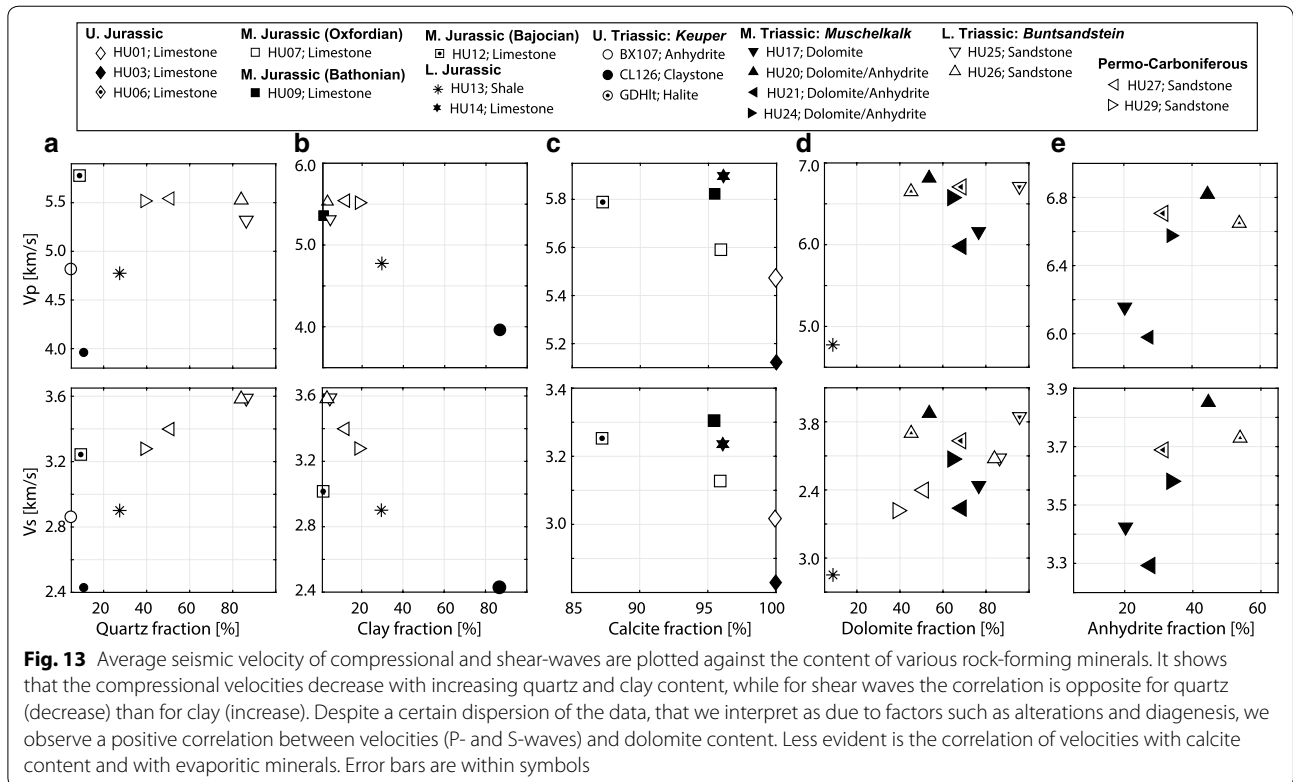 U. Jurassic
HU01; Limestone
HU03; Limestone
HU06; Limestone
M. Jurassic (Oxfordian)
HU07; Limestone
M. Jurassic (Bathonian)
HU09; Limestone
M. Jurassic (Bajocian)
HU12; Limestone
L. Jurassic
HU13; Shale
HU14; Limestone
U. Triassic: Keuper
BX107; Anhydrite
CL126; Claystone
GDHlt; Halite
M. Triassic: Muschelkalk
HU17; Dolomite
HU20; Dolomite/Anhydrite
HU21; Dolomite/Anhydrite
HU24; Dolomite/Anhydrite
L. Triassic: Buntsandstein
HU25; Sandstone
HU26; Sandstone
Permo-Carboniferous
HU27; Sandstone
HU29; Sandstone
a
b
c
d
e
Vp [km/s]
5.5
5.0
4.5
4.0
6.0
5.0
4.0
5.8
5.6
5.4
5.2
7.0
6.0
5.0
6.8
6.4
6.0
Vs [km/s]
3.6
3.2
2.8
2.4
3.6
3.3
3.0
2.7
2.4
3.4
3.2
3.0
3.8
2.4
3.0
3.9
3.7
3.5
3.3
20 40 60 80
Quartz fraction [%]
20 40 60 80
Clay fraction [%]
85 90 95 100
Calcite fraction [%]
20 40 60 80
Dolomite fraction [%]
20 40 60
Anhydrite fraction [%]
Fig. 13 Average seismic velocity of compressional and shear-waves are plotted against the content of various rock-forming minerals. It shows
that the compressional velocities decrease with increasing quartz and clay content, while for shear waves the correlation is opposite for quartz
(decrease) than for clay (increase). Despite a certain dispersion of the data, that we interpret as due to factors such as alterations and diagenesis, we
observe a positive correlation between velocities (P- and S-waves) and dolomite content. Less evident is the correlation of velocities with calcite
content and with evaporitic minerals. Error bars are within symbols